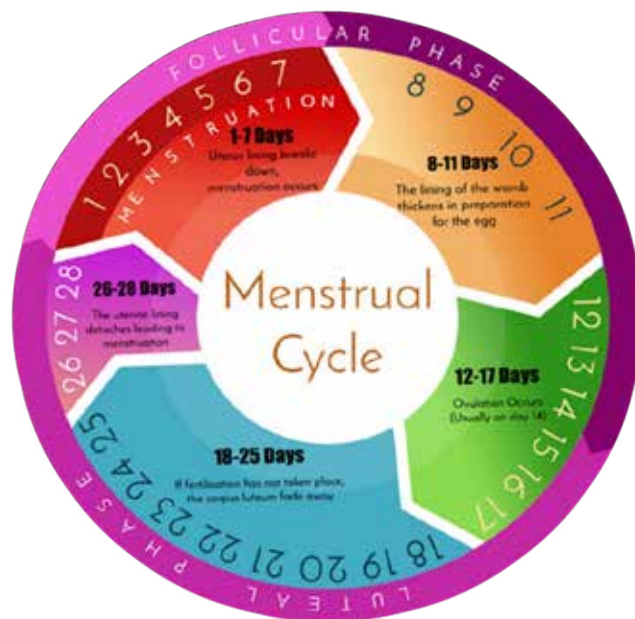 FOLLICULAR PHASE
1 2 3 4 5 6 7
MENSTRUATION
1-7 Days
Uterus lining breaks
down,
menstruation occurs
8 9 10 11
8-11 Days
The lining of the womb
thickens in preparation
for the egg
Menstrual
Cycle
12 13 14 15 16 17
12-17 Days
Ovulation Occurs
(Usually on day 14)
18 19 20 21 22 23 24 25
18-25 Days
If fertilisation has not taken place,
the corpus luteum fade away
26 27 28
26-28 Days
The uterine lining
detaches leading to
menstruation
LUTEAL PHASE